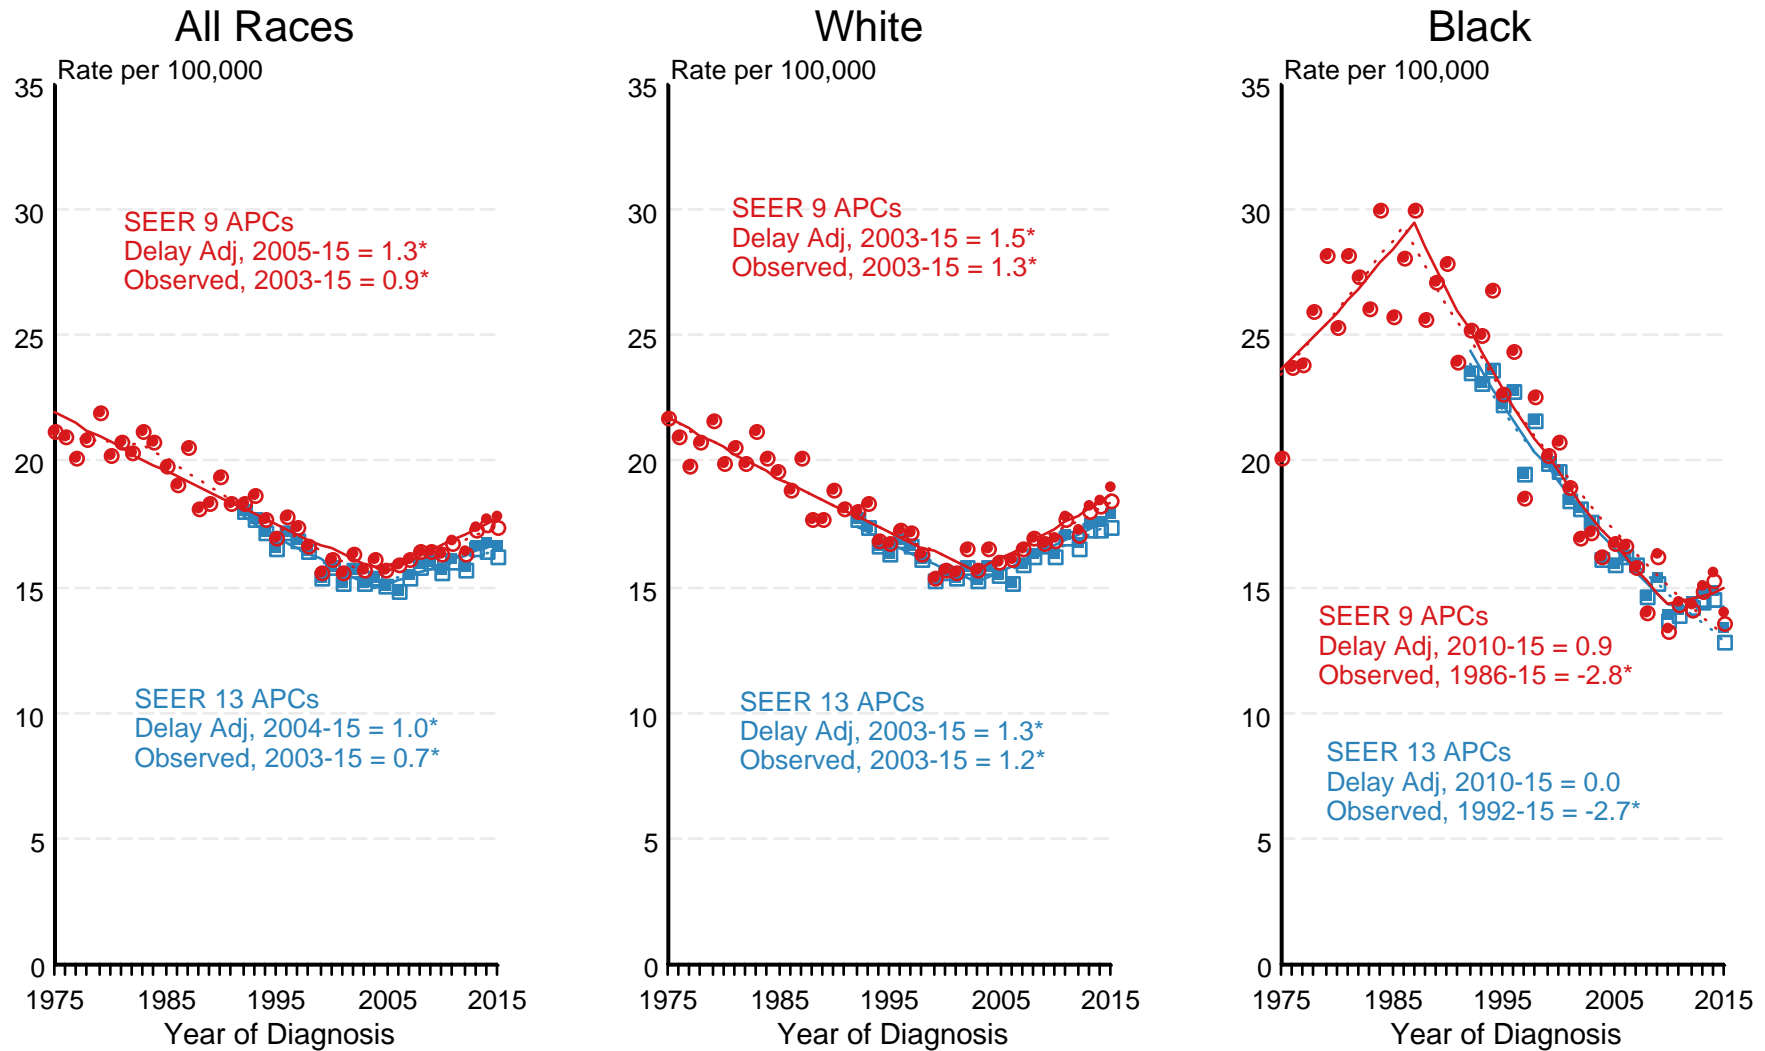 All Races
Rate per 100,000
35
30
25
20
15
10
5
0
SEER 9 APCs
Delay Adj, 2005-15 = 1.3*
Observed, 2003-15 = 0.9*
SEER 13 APCs
Delay Adj, 2004-15 = 1.0*
Observed, 2003-15 = 0.7*
1975 1985 1995 2005 2015
Year of Diagnosis
White
Rate per 100,000
35
30
25
20
15
10
5
0
SEER 9 APCs
Delay Adj, 2003-15 = 1.5*
Observed, 2003-15 = 1.3*
SEER 13 APCs
Delay Adj, 2003-15 = 1.3*
Observed, 2003-15 = 1.2*
1975 1985 1995 2005 2015
Year of Diagnosis
Black
Rate per 100,000
35
30
25
20
15
10
5
0
SEER 9 APCs
Delay Adj, 2010-15 = 0.9
Observed, 1986-15 = -2.8*
SEER 13 APCs
Delay Adj, 2010-15 = 0.0
Observed, 1992-15 = -2.7*
1975 1985 1995 2005 2015
Year of Diagnosis